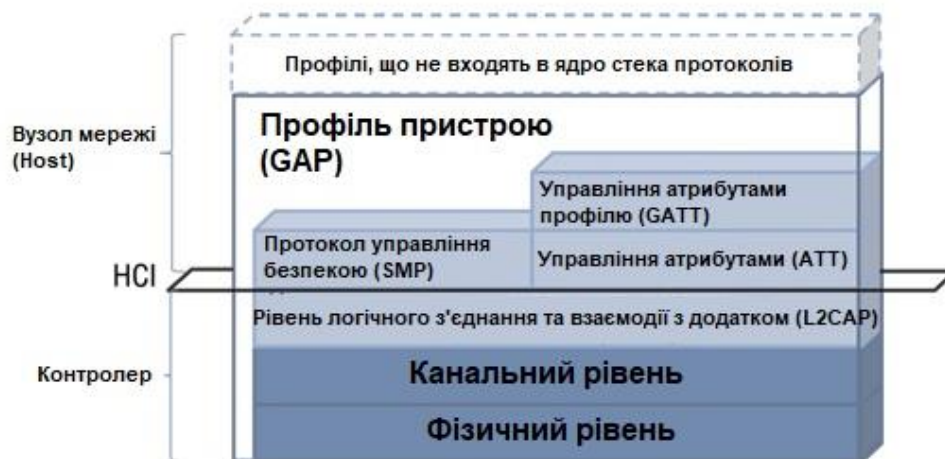 Профілі, що не входять в ядро стека протоколів
Вузол мережі
(Host)
Профіль пристрою
(GAP)
Управління атрибутами
профілю (GATT)
Протокол управління
безпекою (SMP)
Управління атрибутами (ATT)
HCI
Рівень логічного з'єднання та взаємодії з додатком (L2CAP)
Контролер
Канальний рівень
Фізичний рівень